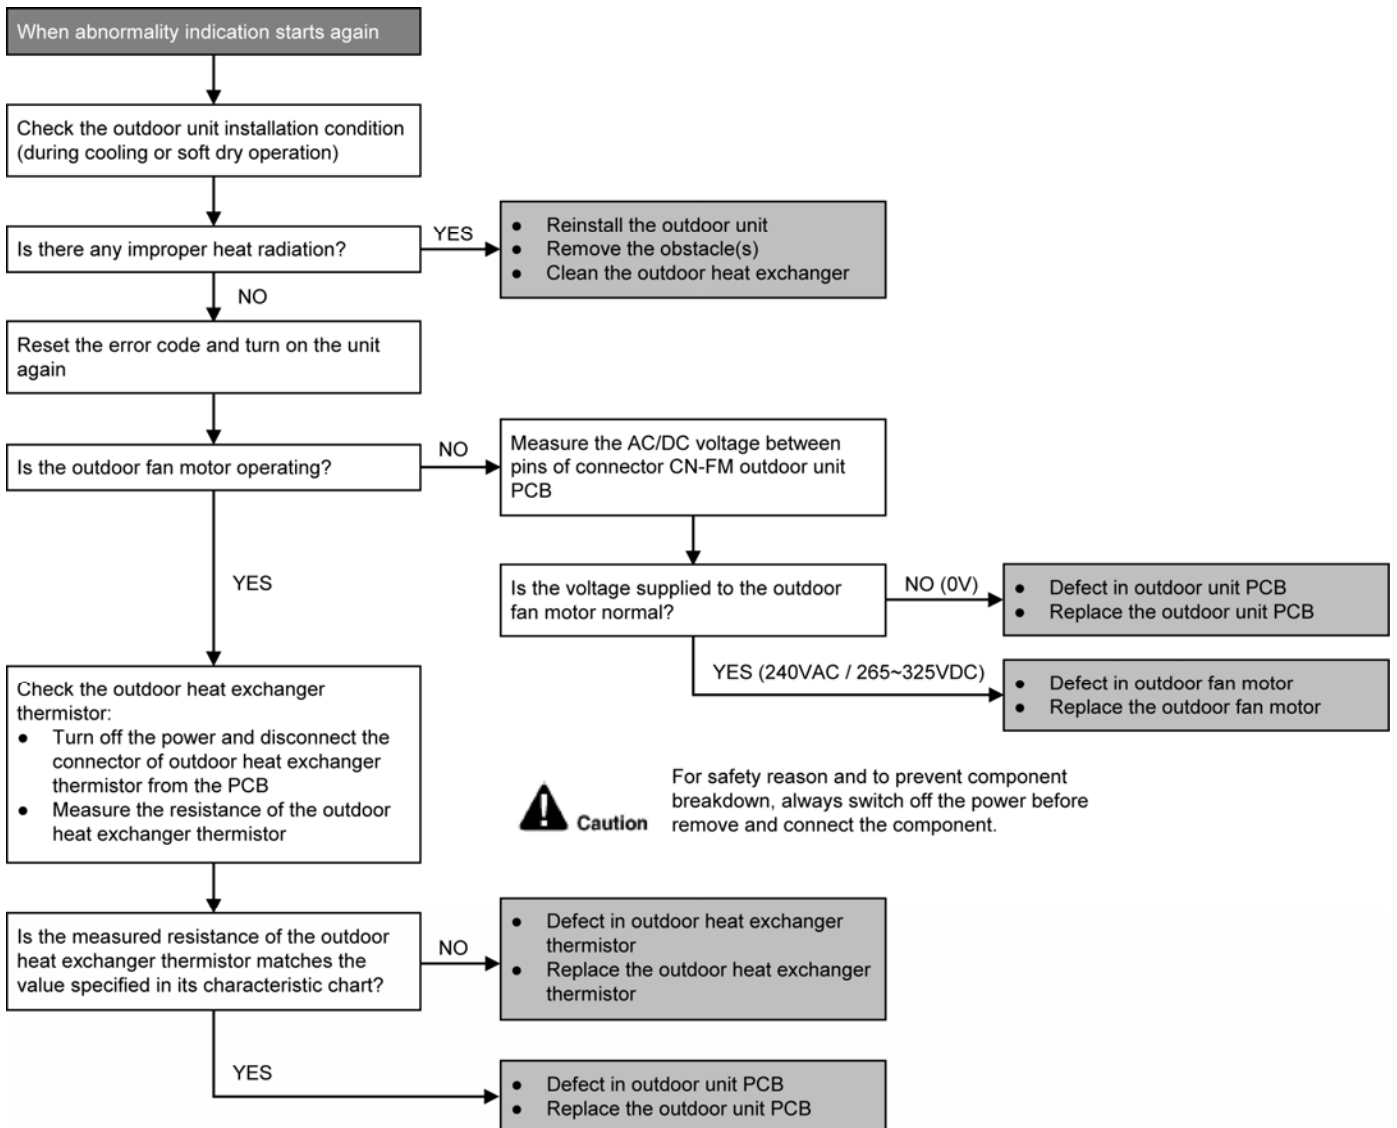 When abnormality indication starts again
Check the outdoor unit installation condition
(during cooling or soft dry operation)
Is there any improper heat radiation?
YES
● Reinstall the outdoor unit
● Remove the obstacle(s)
● Clean the outdoor heat exchanger
NO
Reset the error code and turn on the unit
again
Is the outdoor fan motor operating?
NO
Measure the AC/DC voltage between
pins of connector CN-FM outdoor unit
PCB
YES
Is the voltage supplied to the outdoor
fan motor normal?
NO (0V)
● Defect in outdoor unit PCB
● Replace the outdoor unit PCB
YES (240VAC / 265~325VDC)
● Defect in outdoor fan motor
● Replace the outdoor fan motor
Check the outdoor heat exchanger
thermistor:
● Turn off the power and disconnect the
connector of outdoor heat exchanger
thermistor from the PCB
● Measure the resistance of the outdoor
heat exchanger thermistor
Caution
For safety reason and to prevent component
breakdown, always switch off the power before
remove and connect the component.
Is the measured resistance of the outdoor
heat exchanger thermistor matches the
value specified in its characteristic chart?
NO
● Defect in outdoor heat exchanger
thermistor
● Replace the outdoor heat exchanger
thermistor
YES
● Defect in outdoor unit PCB
● Replace the outdoor unit PCB